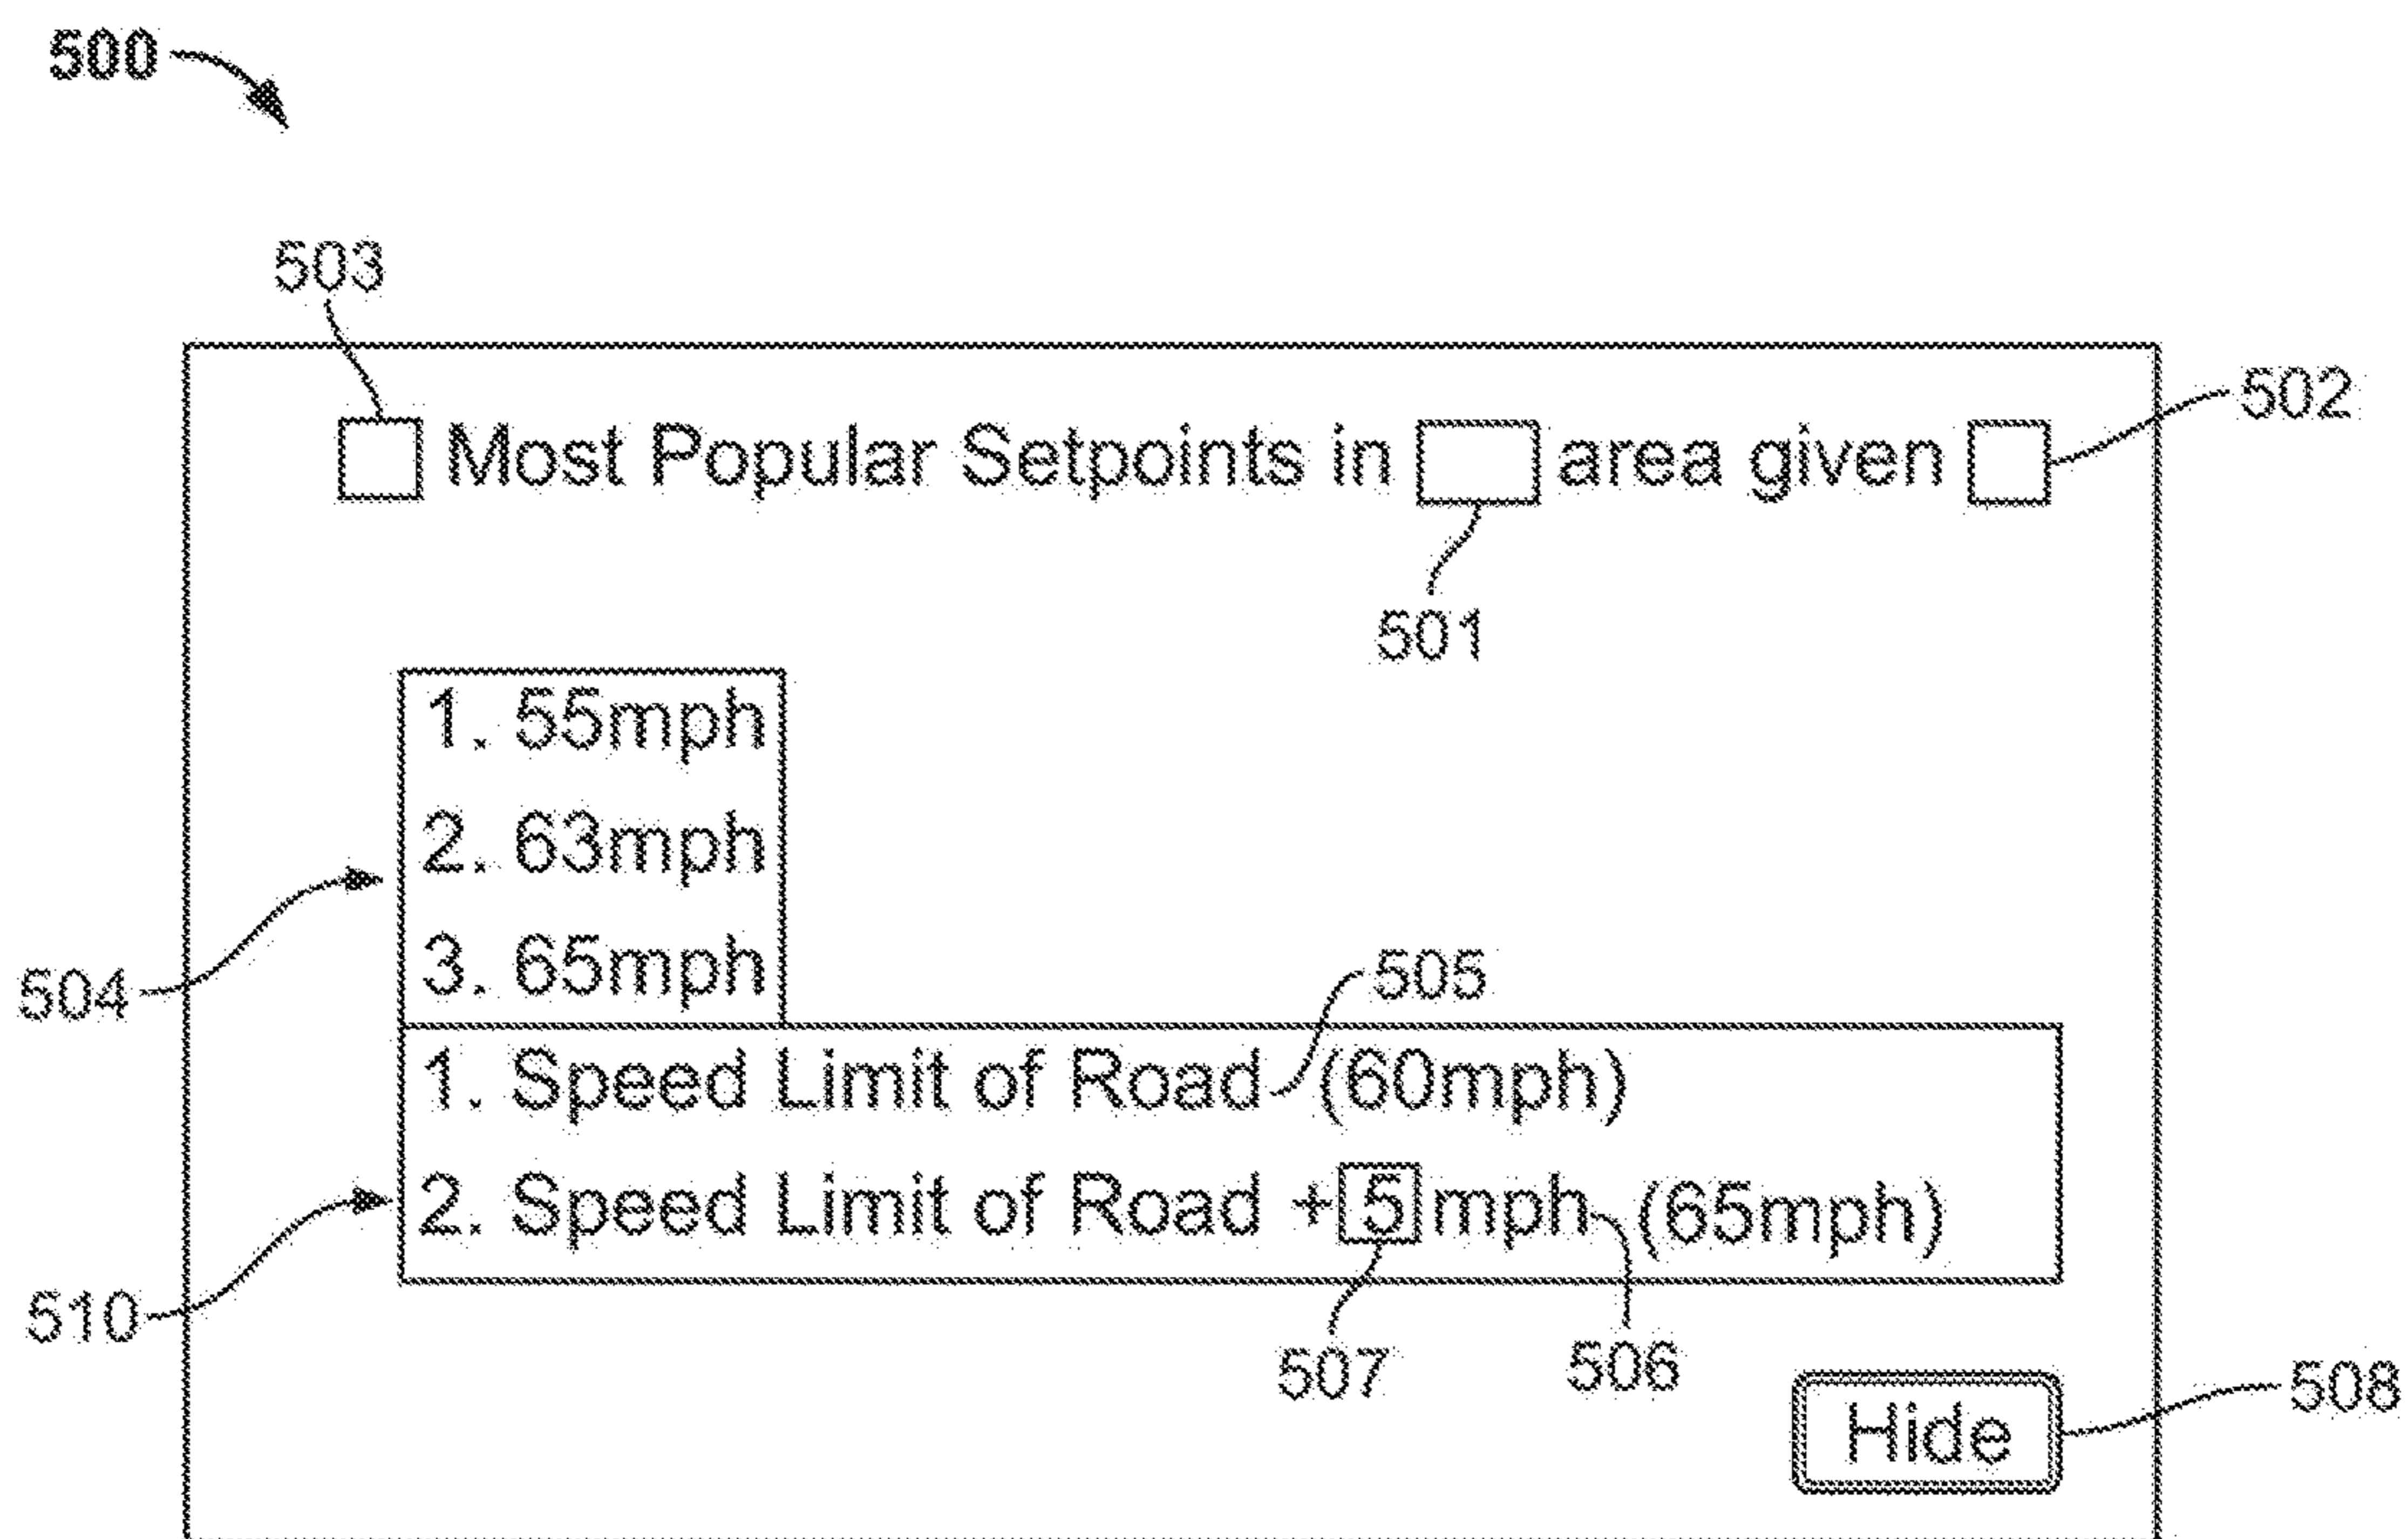 500
503
502
Most Popular Setpoints in area given
501
1. 55mph
2. 63mph
3. 65mph
504
505
1. Speed Limit of Road (60mph)
2. Speed Limit of Road + 5 mph (65mph)
510
507
506
508
Hide